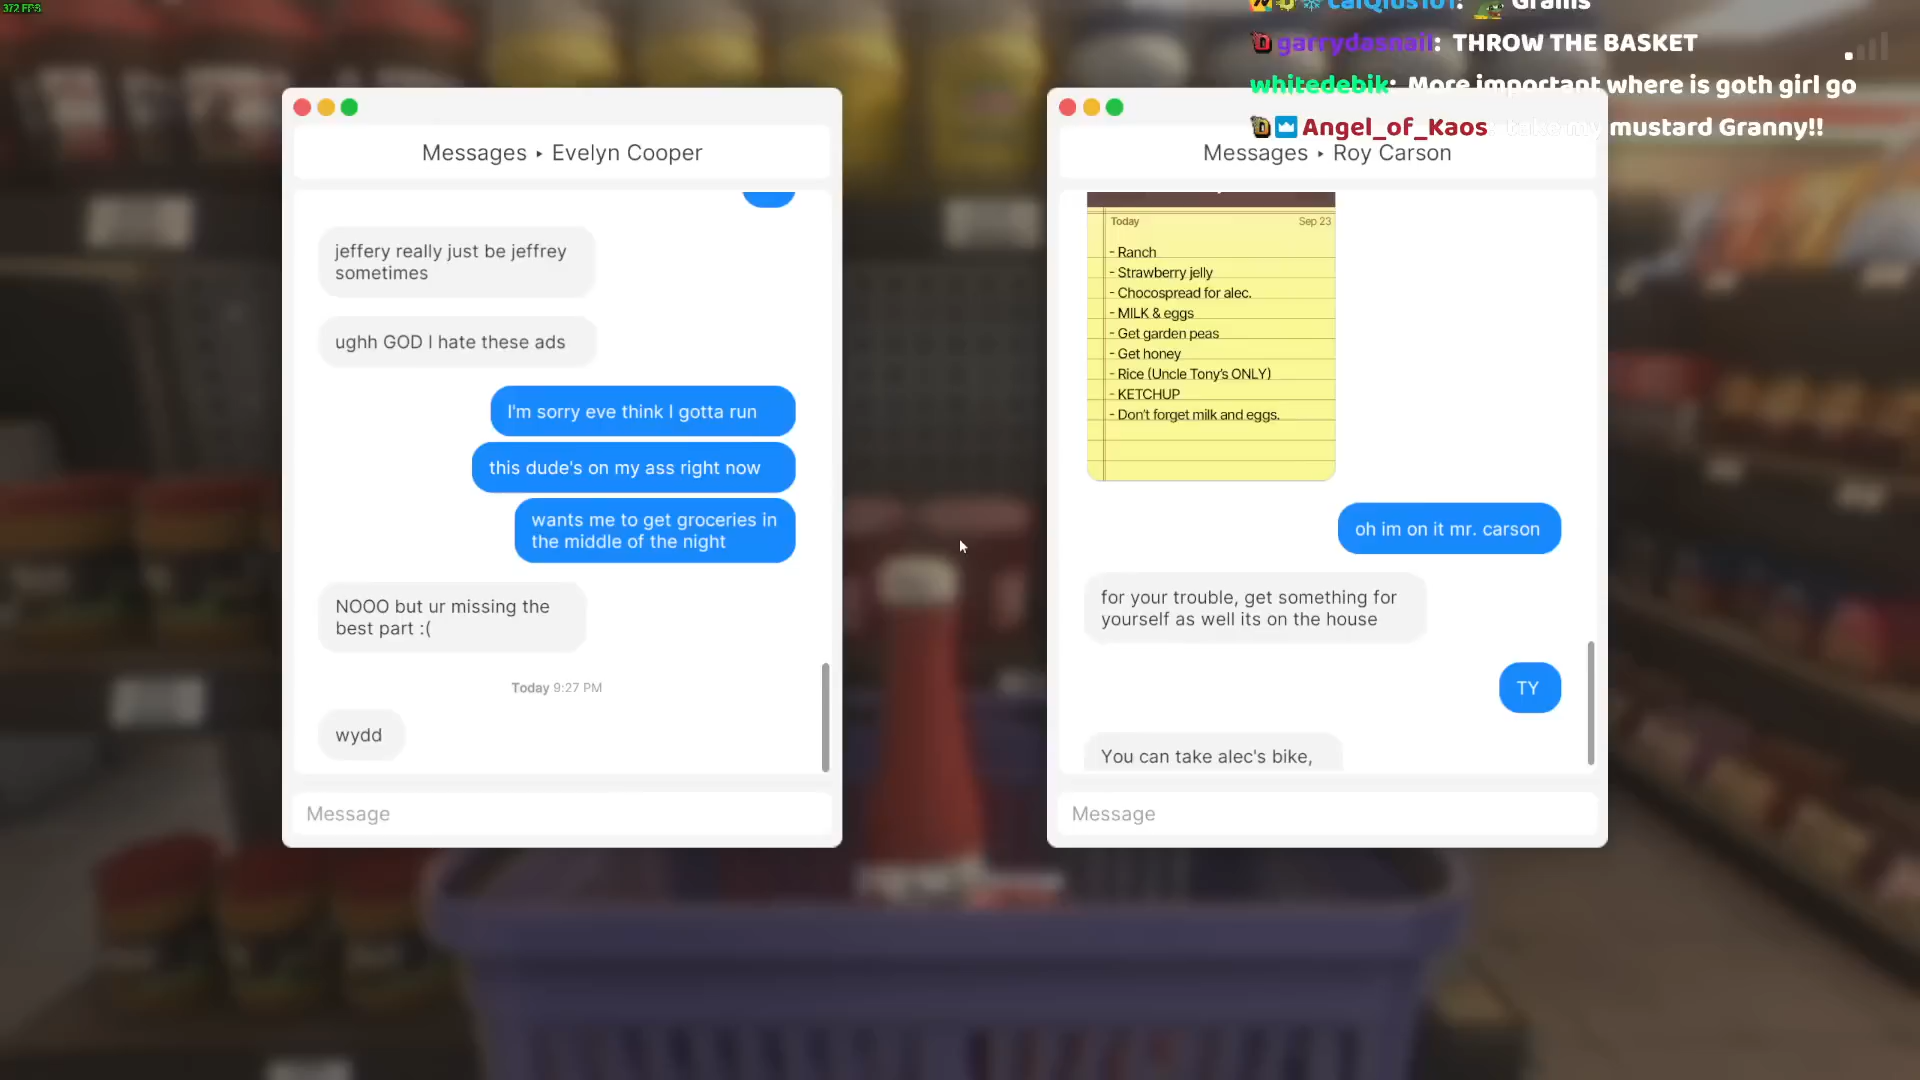 372 FPS
calQlus101: Grams
garrydasnail: THROW THE BASKET
whitedebik: More important where is goth girl go
Angel_of_Kaos: take my mustard Granny!!
Messages ▸ Evelyn Cooper
jeffery really just be jeffrey
sometimes
ughh GOD I hate these ads
I'm sorry eve think I gotta run
this dude's on my ass right now
wants me to get groceries in
the middle of the night
NOOO but ur missing the
best part :(
Today 9:27 PM
wydd
Message
Messages ▸ Roy Carson
Today Sep 23
- Ranch
- Strawberry jelly
- Chocospread for alec.
- MILK & eggs
- Get garden peas
- Get honey
- Rice (Uncle Tony's ONLY)
- KETCHUP
- Don't forget milk and eggs.
oh im on it mr. carson
for your trouble, get something for
yourself as well its on the house
TY
You can take alec's bike,
Message